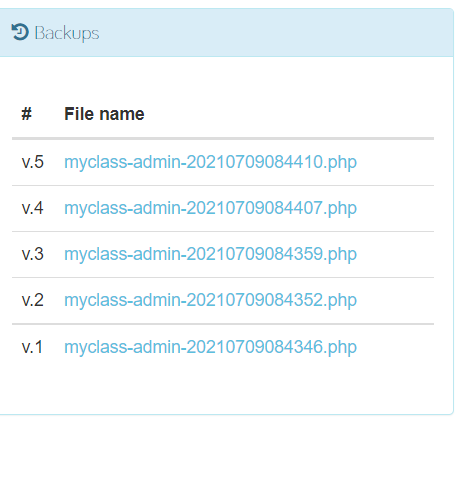 Backups
# File name
v.5 myclass-admin-20210709084410.php
v.4 myclass-admin-20210709084407.php
v.3 myclass-admin-20210709084359.php
v.2 myclass-admin-20210709084352.php
v.1 myclass-admin-20210709084346.php